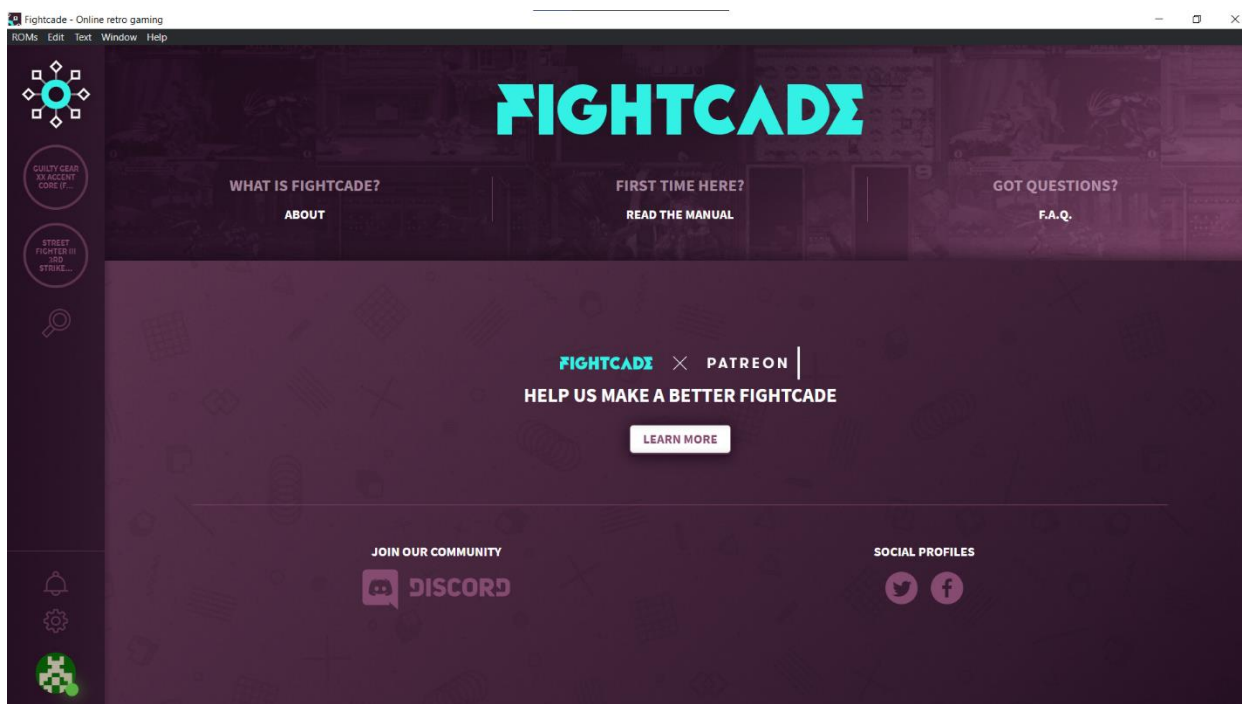 Fightcade - Online retro gaming
ROMs Edit Text Window Help
GUILTY GEAR
XX ACCENT
CORE (F...
STREET
FIGHTER III
3RD
STRIKE...
FIGHTCADE
WHAT IS FIGHTCADE?
ABOUT
FIRST TIME HERE?
READ THE MANUAL
GOT QUESTIONS?
F.A.Q.
FIGHTCADE × PATREON
HELP US MAKE A BETTER FIGHTCADE
LEARN MORE
JOIN OUR COMMUNITY
DISCORD
SOCIAL PROFILES